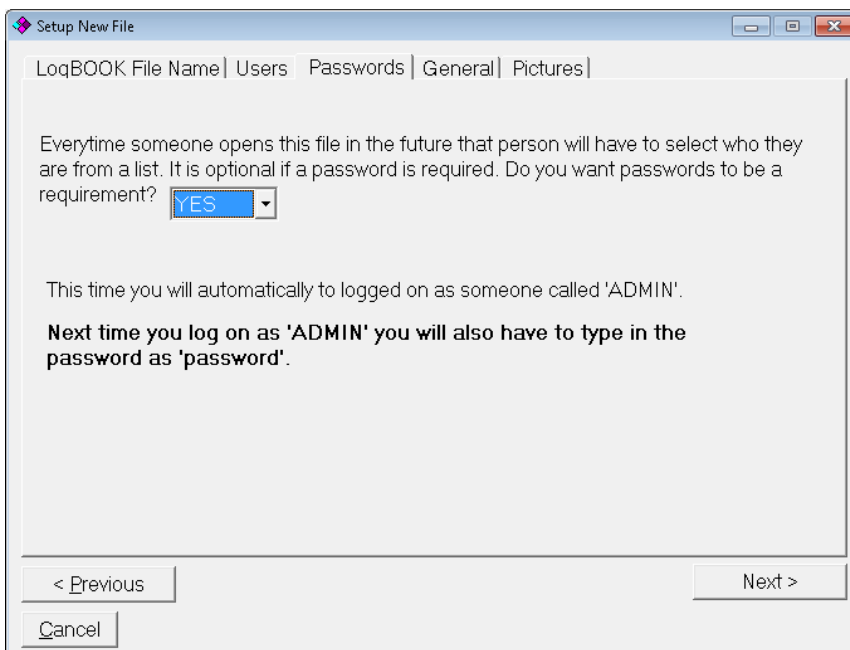 Setup New File
LogBOOK File Name Users Passwords General Pictures
Everytime someone opens this file in the future that person will have to select who they
are from a list. It is optional if a password is required. Do you want passwords to be a
requirement? YES
This time you will automatically to logged on as someone called 'ADMIN'.
Next time you log on as 'ADMIN' you will also have to type in the
password as 'password'.
< Previous Next >
Cancel